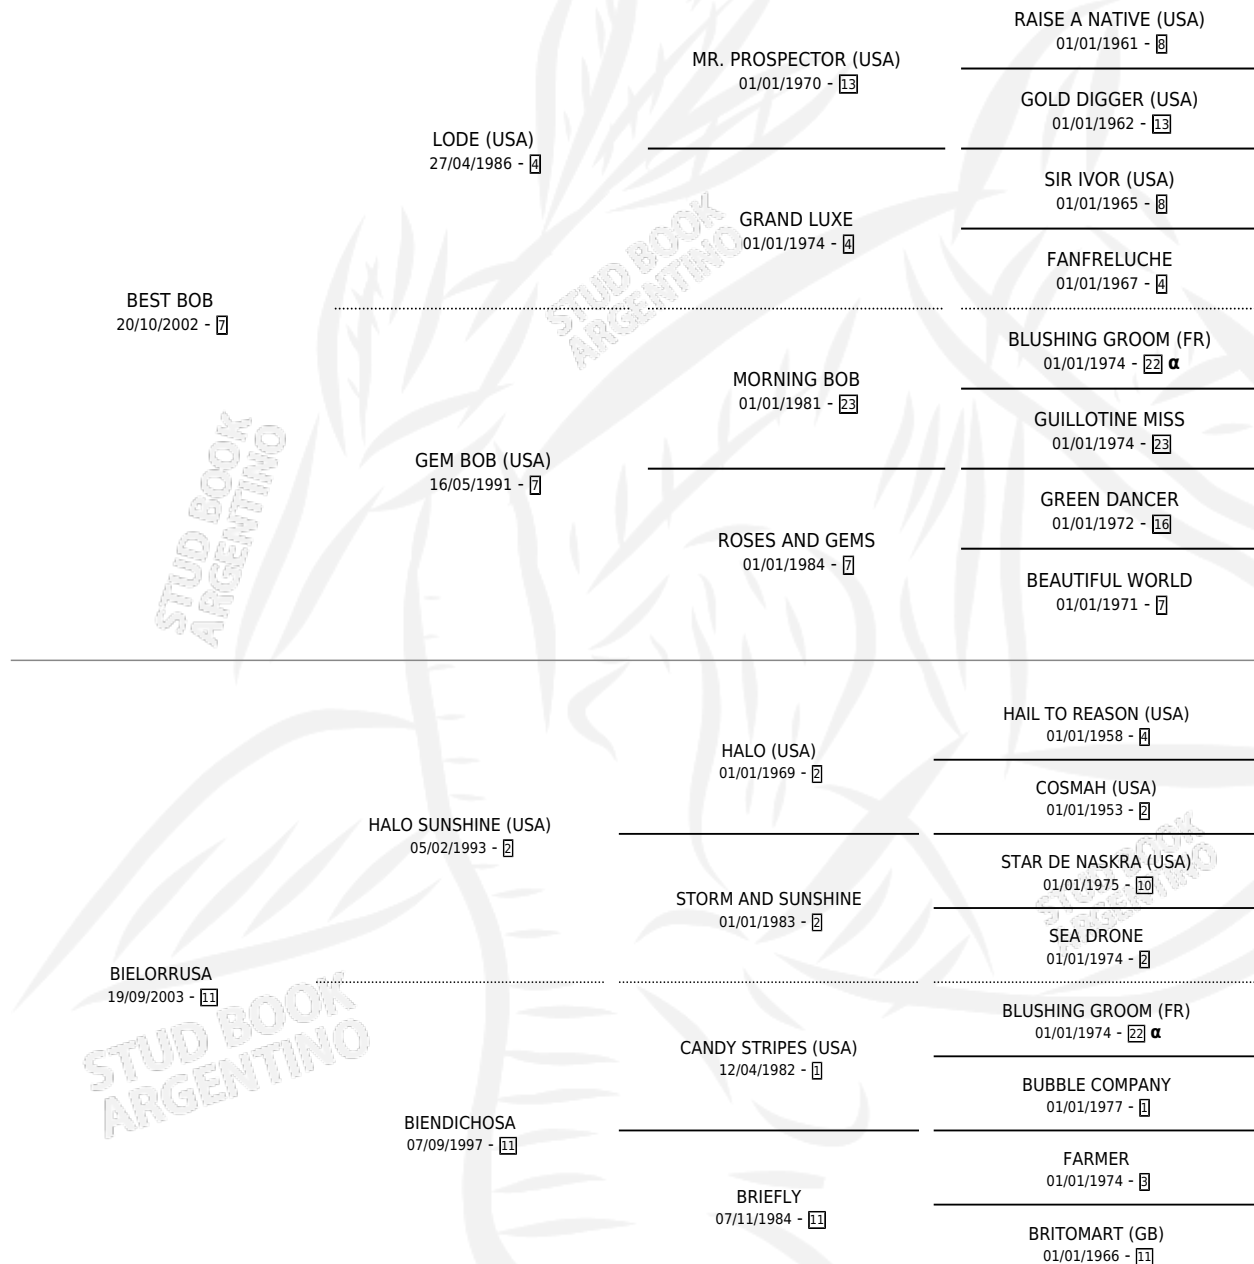 RAISE A NATIVE (USA)
01/01/1961 - 8
MR. PROSPECTOR (USA)
01/01/1970 - 13
GOLD DIGGER (USA)
01/01/1962 - 13
LODE (USA)
27/04/1986 - 4
SIR IVOR (USA)
01/01/1965 - 8
GRAND LUXE
01/01/1974 - 4
FANFRELUCHE
01/01/1967 - 4
BEST BOB
20/10/2002 - 7
STUD BOOK
ARGENTINO
BLUSHING GROOM (FR)
01/01/1974 - 22 α
MORNING BOB
01/01/1981 - 23
GUILLOTINE MISS
01/01/1974 - 23
GEM BOB (USA)
16/05/1991 - 7
GREEN DANCER
01/01/1972 - 16
ROSES AND GEMS
01/01/1984 - 7
BEAUTIFUL WORLD
01/01/1971 - 7
STUD BOOK
ARGENTINO
HAIL TO REASON (USA)
01/01/1958 - 4
HALO (USA)
01/01/1969 - 2
COSMAH (USA)
01/01/1953 - 2
HALO SUNSHINE (USA)
05/02/1993 - 2
STAR DE NASKRA (USA)
01/01/1975 - 10
STUD BOOK
ARGENTINO
STORM AND SUNSHINE
01/01/1983 - 2
SEA DRONE
01/01/1974 - 2
BIELORRUSA
19/09/2003 - 11
STUD BOOK
ARGENTINO
BLUSHING GROOM (FR)
01/01/1974 - 22 α
CANDY STRIPES (USA)
12/04/1982 - 1
BUBBLE COMPANY
01/01/1977 - 1
BIENDICHOSA
07/09/1997 - 11
FARMER
01/01/1974 - 3
BRIEFLY
07/11/1984 - 11
BRITOMART (GB)
01/01/1966 - 11